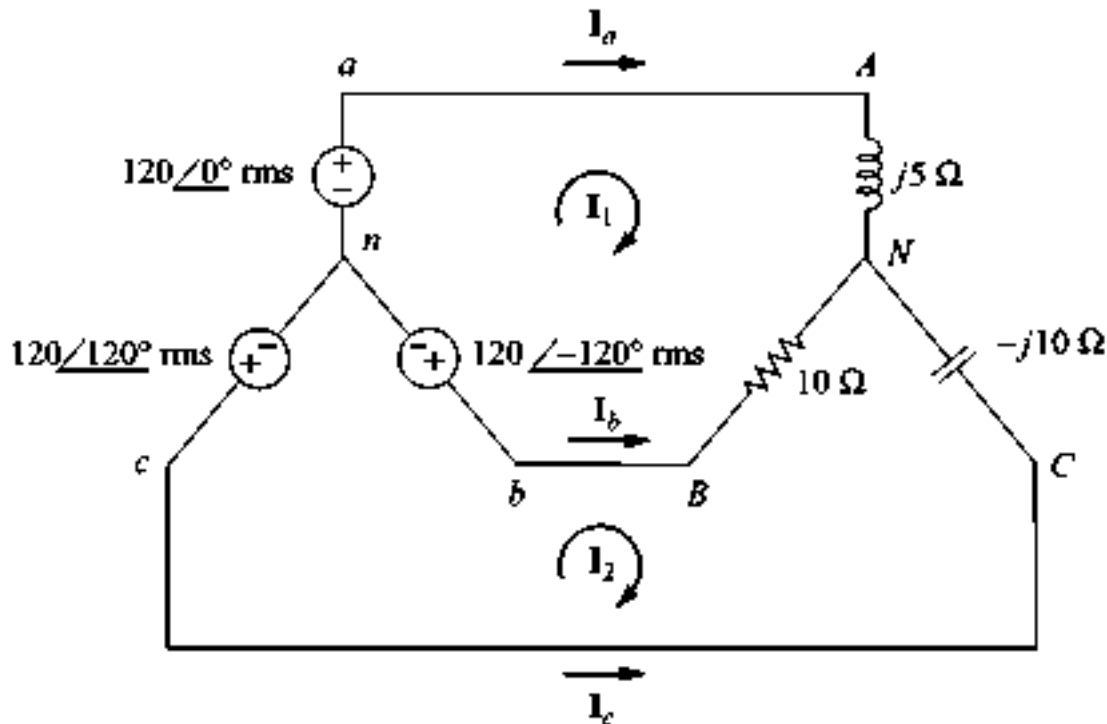 I_a
a
A
120∠0° rms
+
−
j5 Ω
I_1
n
N
120∠120° rms
+ −
− +
120∠−120° rms
10 Ω
−j10 Ω
I_b
c
b
B
C
I_2
I_c